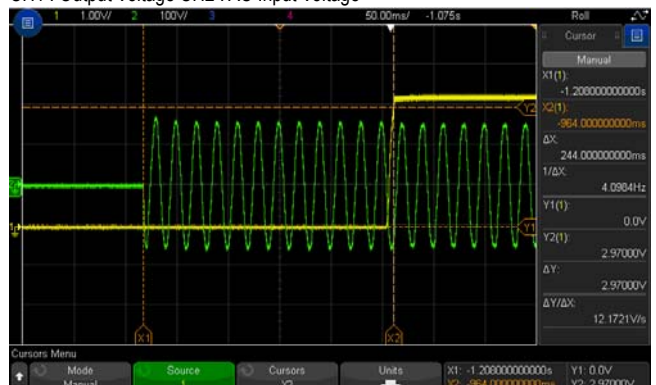 1 1.00V/ 2 100V/ 3 4 50.00ms/ -1.075s Roll
Cursor
Manual
X1(1):
-1.208000000000s
X2(1):
-964.000000000ms
ΔX:
244.000000000ms
1/ΔX:
4.0984Hz
Y1(1):
0.0V
Y2(1):
2.97000V
ΔY:
2.97000V
ΔY/ΔX:
12.1721V/s
Y2
Y1
X1 X2
Cursors Menu
Mode Source Cursors Units X1: -1.208000000000s Y1: 0.0V
Manual 1 Y2 X2: -964.000000000ms Y2: 2.97000V